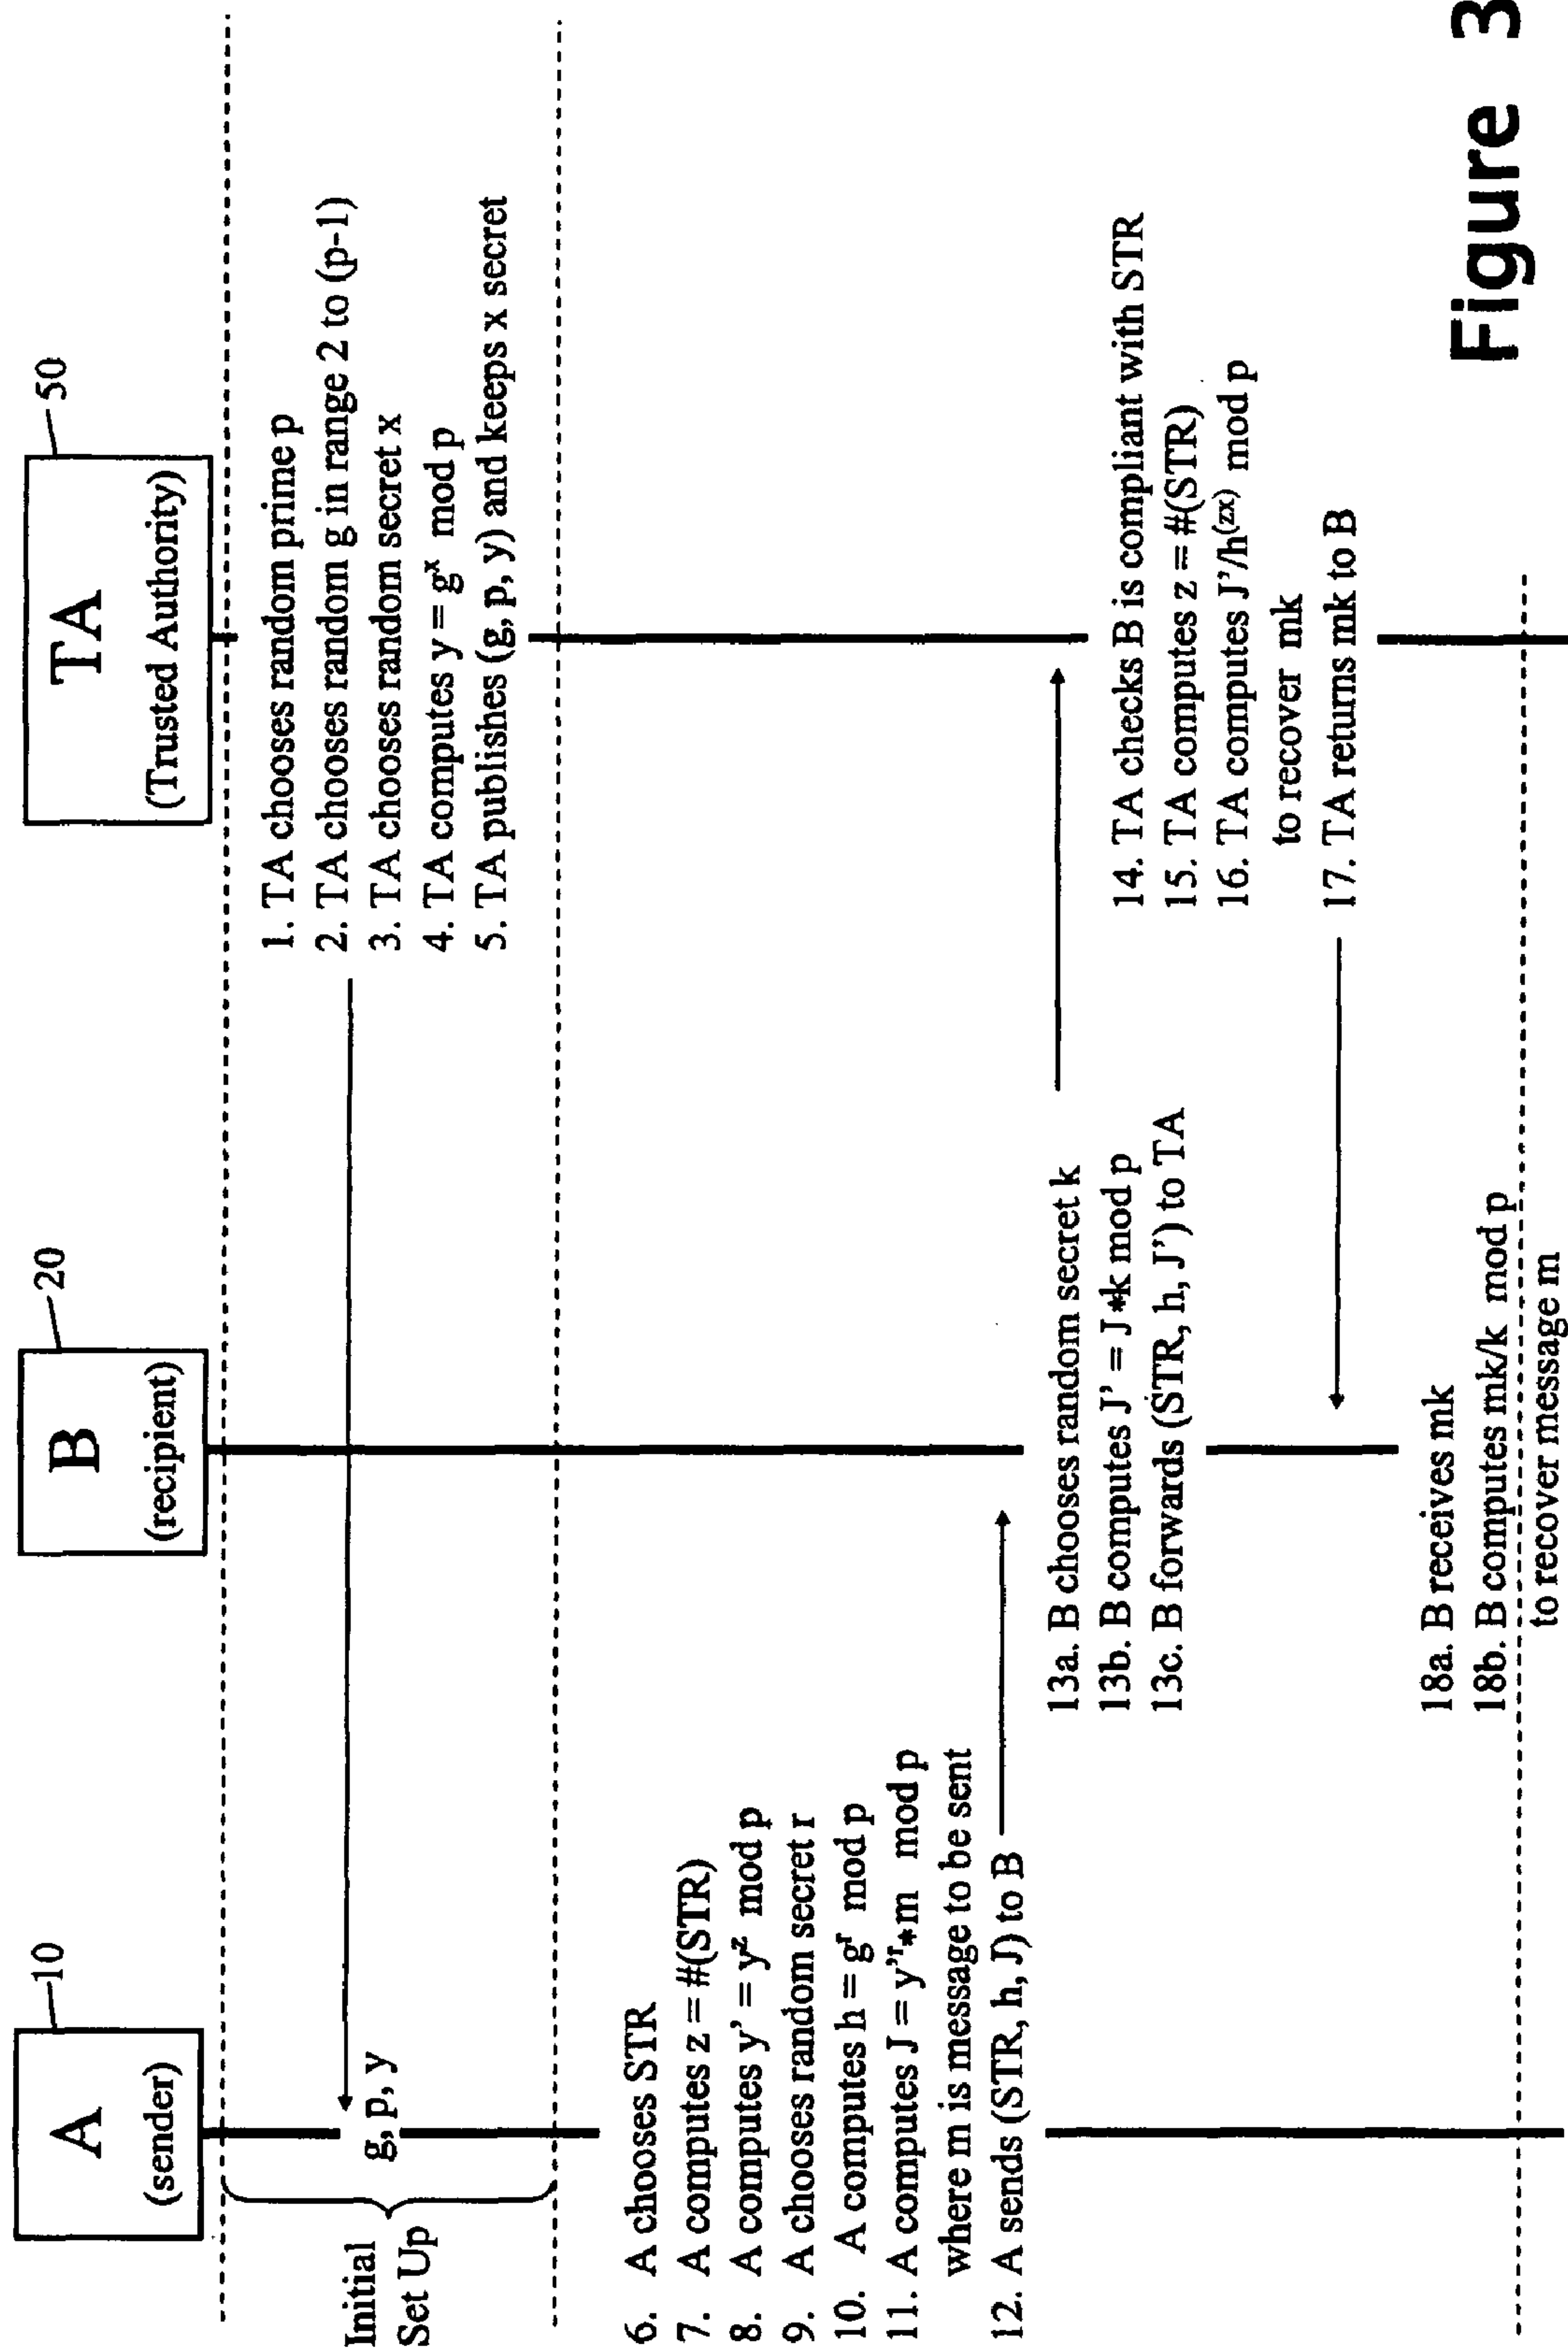 A
(sender)
10
B
(recipient)
20
TA
(Trusted Authority)
50
Initial
Set Up
g, p, y
1. TA chooses random prime p
2. TA chooses random g in range 2 to (p-1)
3. TA chooses random secret x
4. TA computes y = gˣ mod p
5. TA publishes (g, p, y) and keeps x secret
6. A chooses STR
7. A computes z = #(STR)
8. A computes y' = yᶻ mod p
9. A chooses random secret r
10. A computes h = gʳ mod p
11. A computes J = y'ʳ*m mod p
where m is message to be sent
12. A sends (STR, h, J) to B
13a. B chooses random secret k
13b. B computes J' = J*k mod p
13c. B forwards (STR, h, J') to TA
14. TA checks B is compliant with STR
15. TA computes z = #(STR)
16. TA computes J'/h⁽ᶻˣ⁾ mod p
to recover mk
17. TA returns mk to B
18a. B receives mk
18b. B computes mk/k mod p
to recover message m
Figure 3